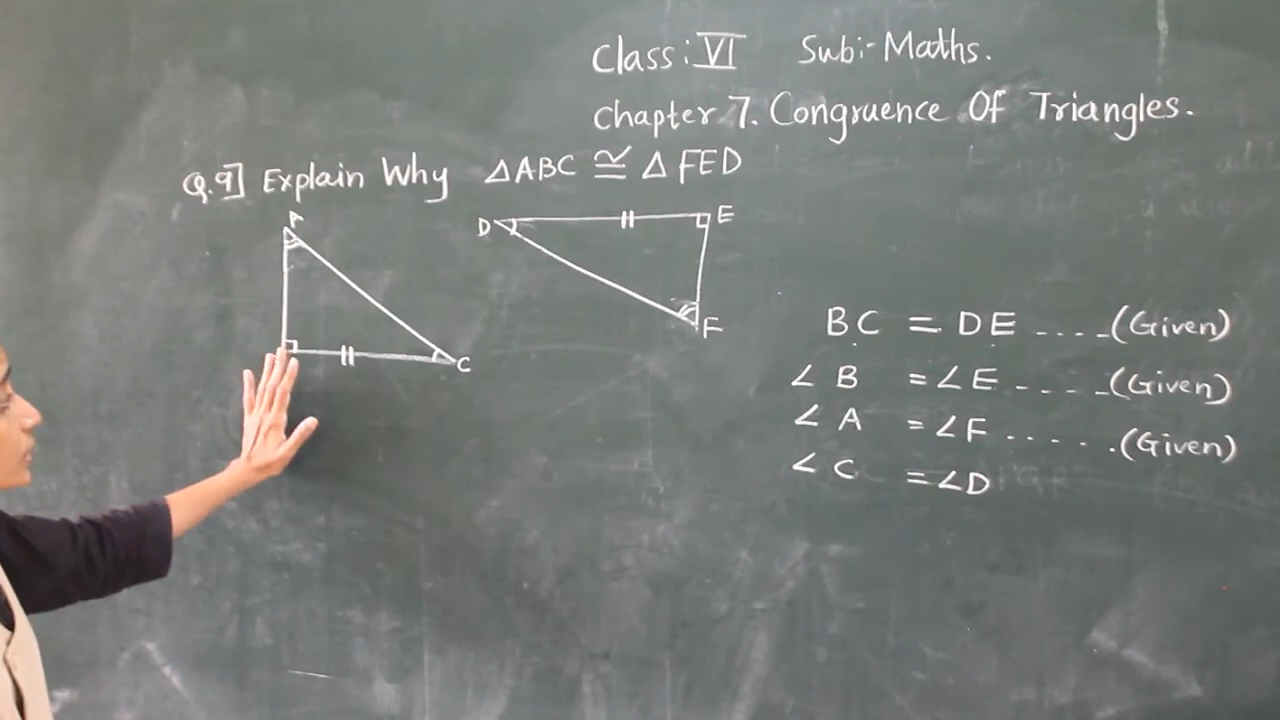 Class: VI Sub:- Maths.
Chapter 7. Congruence Of Triangles.
Q.9] Explain Why △ABC ≅ △FED
A
D
E
F
C
BC = DE ....(Given)
∠B = ∠E ....(Given)
∠A = ∠F ......(Given)
∠C = ∠D